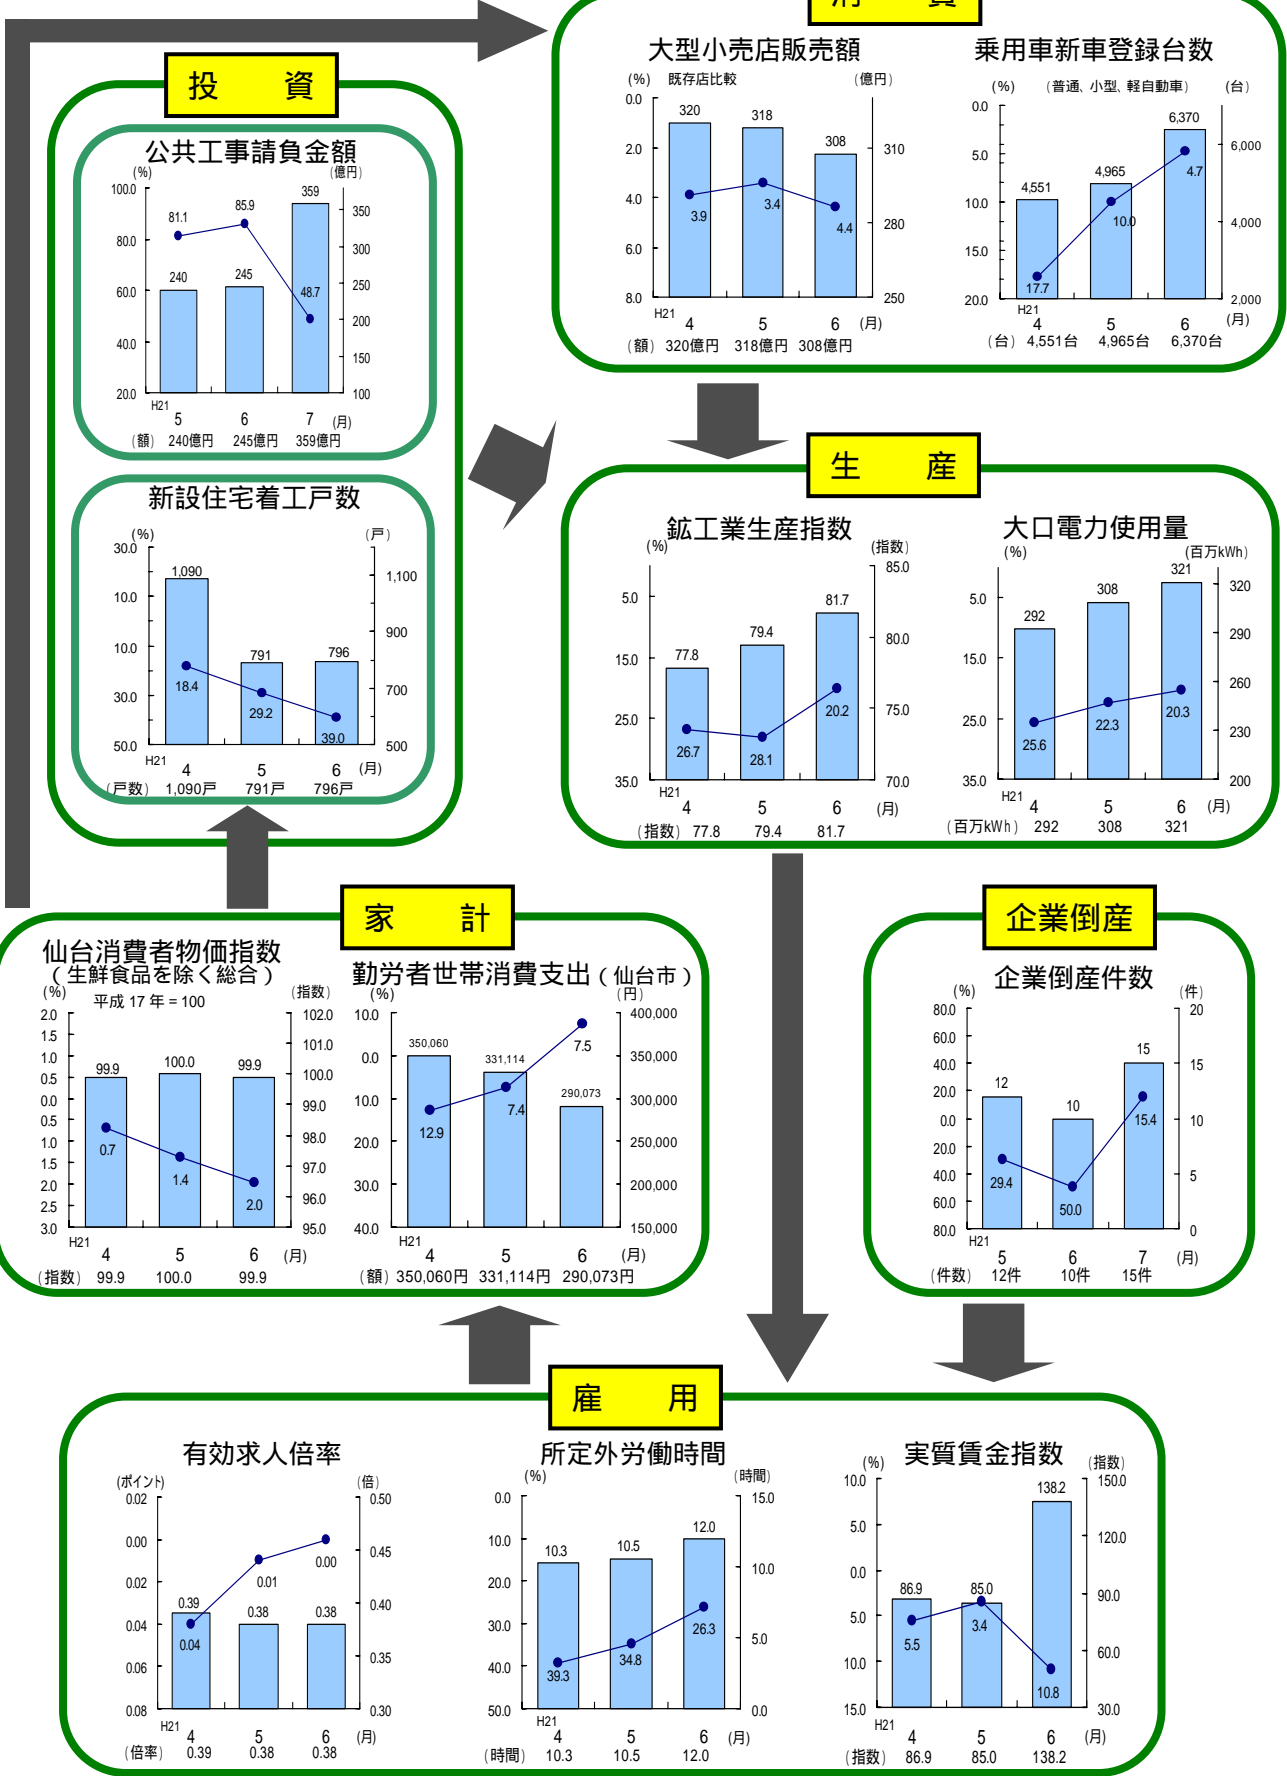 消　費
大型小売店販売額
(%) 既存店比較 (億円)
0.0
2.0
4.0
6.0
8.0
320 318 308
3.9 3.4 4.4
310
280
250
H21 4 5 6 (月)
(額) 320億円 318億円 308億円
乗用車新車登録台数
(%) (普通、小型、軽自動車) (台)
0.0
5.0
10.0
15.0
20.0
4,551 4,965 6,370
17.7 10.0 4.7
6,000
4,000
2,000
H21 4 5 6 (月)
(台) 4,551台 4,965台 6,370台
投　資
公共工事請負金額
(%) (億円)
100.0
80.0
60.0
40.0
20.0
81.1 85.9 48.7
240 245 359
350
300
250
200
150
100
H21 5 6 7 (月)
(額) 240億円 245億円 359億円
新設住宅着工戸数
(%) (戸)
30.0
10.0
10.0
30.0
50.0
1,090 791 796
18.4 29.2 39.0
1,100
900
700
500
H21 4 5 6 (月)
(戸数) 1,090戸 791戸 796戸
生　産
鉱工業生産指数
(%) (指数)
5.0
15.0
25.0
35.0
77.8 79.4 81.7
26.7 28.1 20.2
85.0
80.0
75.0
70.0
H21 4 5 6 (月)
(指数) 77.8 79.4 81.7
大口電力使用量
(%) (百万kWh)
5.0
15.0
25.0
35.0
292 308 321
25.6 22.3 20.3
320
290
260
230
200
H21 4 5 6 (月)
(百万kWh) 292 308 321
家　計
仙台消費者物価指数
(生鮮食品を除く総合)
(%) 平成 17 年 = 100 (指数)
2.0
1.5
1.0
0.5
0.0
0.5
1.0
1.5
2.0
2.5
3.0
99.9 100.0 99.9
0.7 1.4 2.0
102.0
101.0
100.0
99.0
98.0
97.0
96.0
95.0
H21 4 5 6 (月)
(指数) 99.9 100.0 99.9
勤労者世帯消費支出 (仙台市)
(%) (円)
10.0
0.0
10.0
20.0
30.0
40.0
350,060 331,114 290,073
12.9 7.4 7.5
400,000
350,000
300,000
250,000
200,000
150,000
H21 4 5 6 (月)
(額) 350,060円 331,114円 290,073円
企業倒産
企業倒産件数
(%) (件)
80.0
60.0
40.0
20.0
0.0
20.0
40.0
60.0
80.0
12 10 15
29.4 50.0 15.4
20
15
10
5
0
H21 5 6 7 (月)
(件数) 12件 10件 15件
雇　用
有効求人倍率
(ポイント) (倍)
0.02
0.00
0.02
0.04
0.06
0.08
0.39 0.38 0.38
0.04 0.01 0.00
0.50
0.45
0.40
0.35
0.30
H21 4 5 6 (月)
(倍率) 0.39 0.38 0.38
所定外労働時間
(%) (時間)
0.0
10.0
20.0
30.0
40.0
50.0
10.3 10.5 12.0
39.3 34.8 26.3
15.0
10.0
5.0
0.0
H21 4 5 6 (月)
(時間) 10.3 10.5 12.0
実質賃金指数
(%) (指数)
10.0
5.0
0.0
5.0
10.0
15.0
86.9 85.0 138.2
5.5 3.4 10.8
150.0
120.0
90.0
60.0
30.0
H21 4 5 6 (月)
(指数) 86.9 85.0 138.2